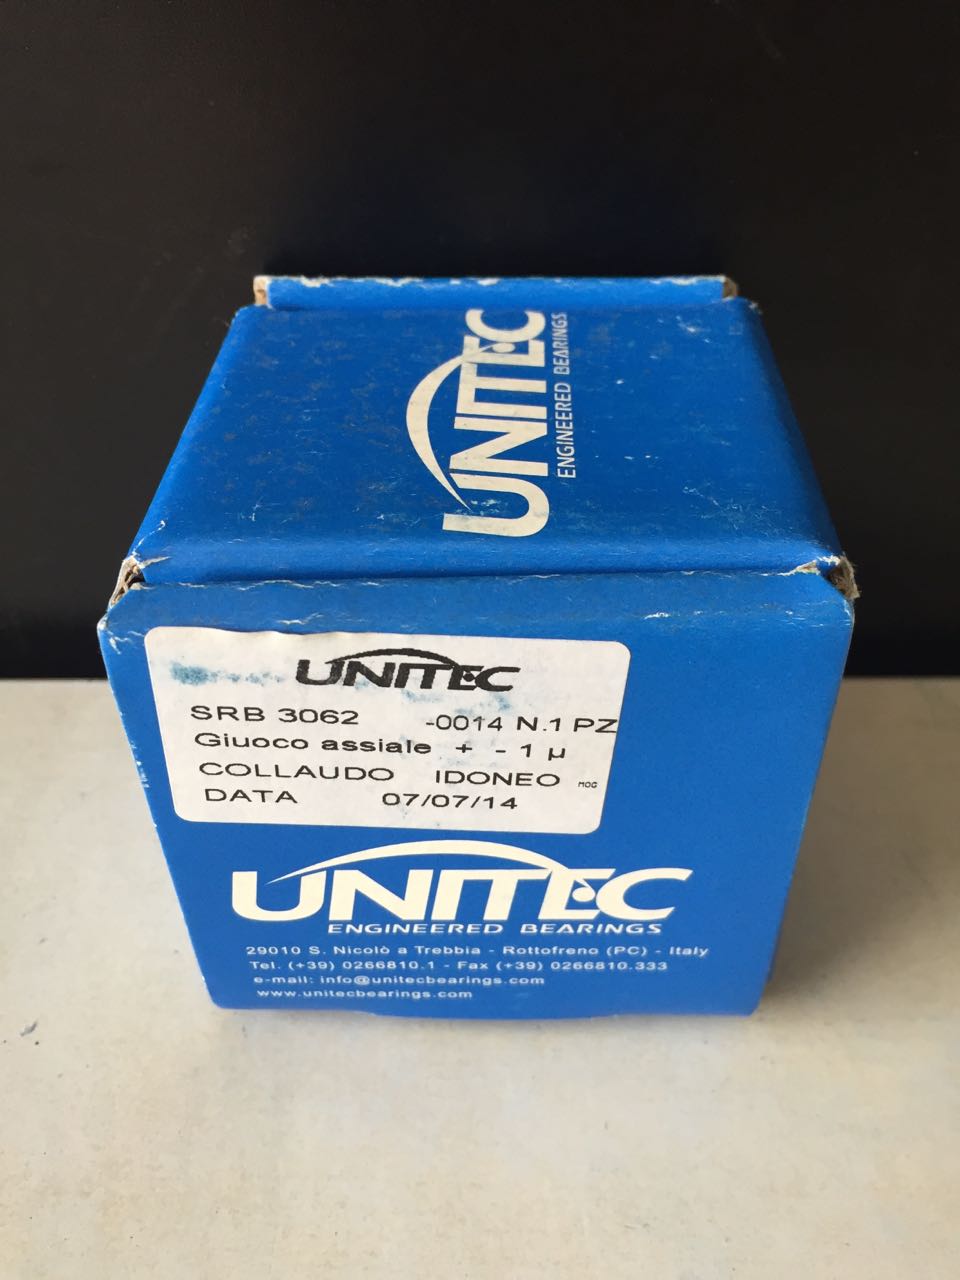 UNITEC
ENGINEERED BEARINGS
UNITEC
SRB 3062 -0014 N.1 PZ
Giuoco assiale + - 1 µ
COLLAUDO IDONEO MOG
DATA 07/07/14
UNITEC
ENGINEERED BEARINGS
29010 S. Nicolò a Trebbia - Rottofreno (PC) - Italy
Tel. (+39) 0266810.1 - Fax (+39) 0266810.333
e-mail: info@unitecbearings.com
www.unitecbearings.com